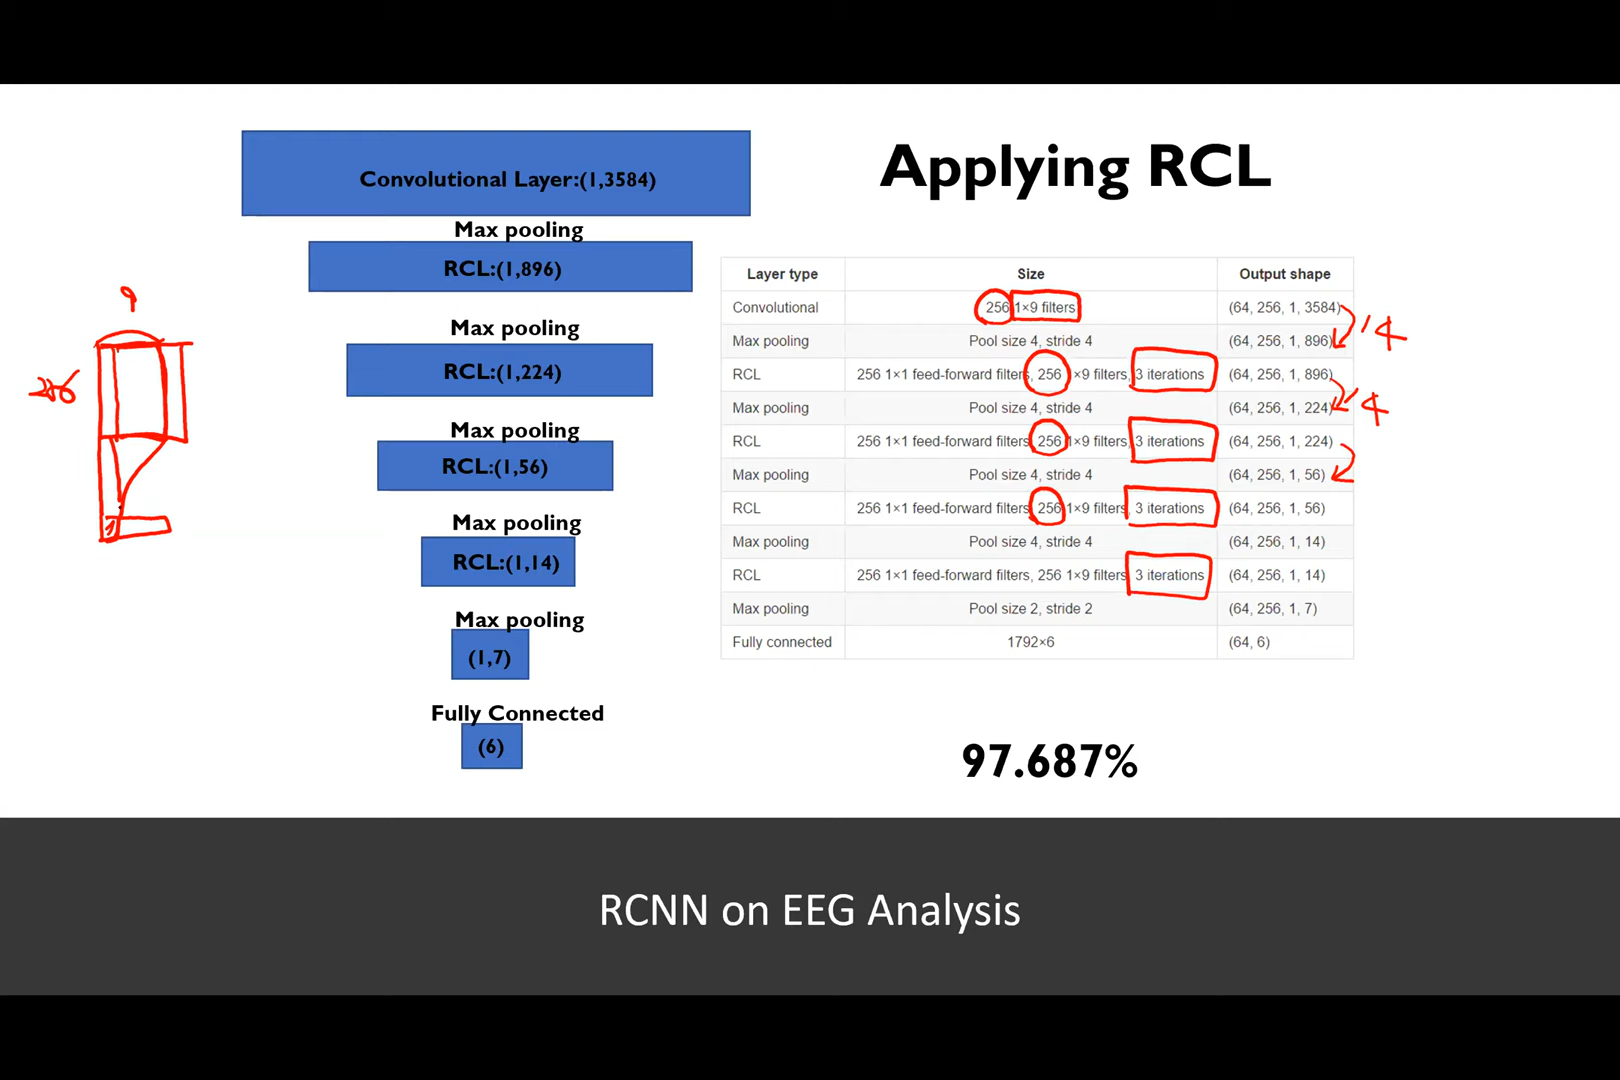 Applying RCL
Convolutional Layer:(1,3584)
Max pooling
RCL:(1,896)
Max pooling
RCL:(1,224)
Max pooling
RCL:(1,56)
Max pooling
RCL:(1,14)
Max pooling
(1,7)
Fully Connected
(6)
9
256
1
Layer type Size Output shape
Convolutional 256 1×9 filters (64, 256, 1, 3584)
Max pooling Pool size 4, stride 4 (64, 256, 1, 896)
RCL 256 1×1 feed-forward filters, 256 1×9 filters, 3 iterations (64, 256, 1, 896)
Max pooling Pool size 4, stride 4 (64, 256, 1, 224)
RCL 256 1×1 feed-forward filters, 256 1×9 filters, 3 iterations (64, 256, 1, 224)
Max pooling Pool size 4, stride 4 (64, 256, 1, 56)
RCL 256 1×1 feed-forward filters, 256 1×9 filters, 3 iterations (64, 256, 1, 56)
Max pooling Pool size 4, stride 4 (64, 256, 1, 14)
RCL 256 1×1 feed-forward filters, 256 1×9 filters, 3 iterations (64, 256, 1, 14)
Max pooling Pool size 2, stride 2 (64, 256, 1, 7)
Fully connected 1792×6 (64, 6)
4
4
97.687%
RCNN on EEG Analysis